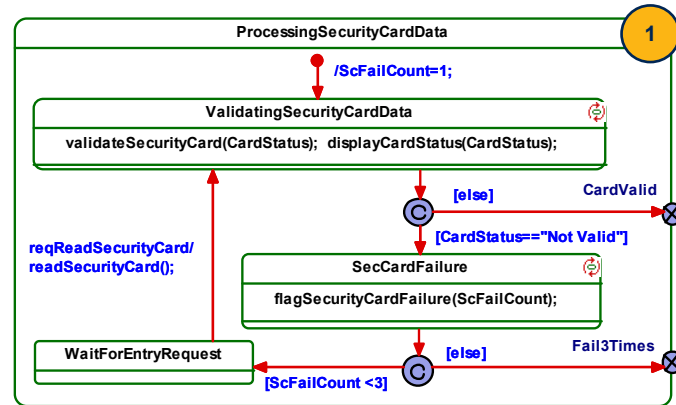 ProcessingSecurityCardData
1
/ScFailCount=1;
ValidatingSecurityCardData
validateSecurityCard(CardStatus); displayCardStatus(CardStatus);
[else]
CardValid
C
[CardStatus=="Not Valid"]
reqReadSecurityCard/
readSecurityCard();
SecCardFailure
flagSecurityCardFailure(ScFailCount);
WaitForEntryRequest
[else]
Fail3Times
C
[ScFailCount <3]